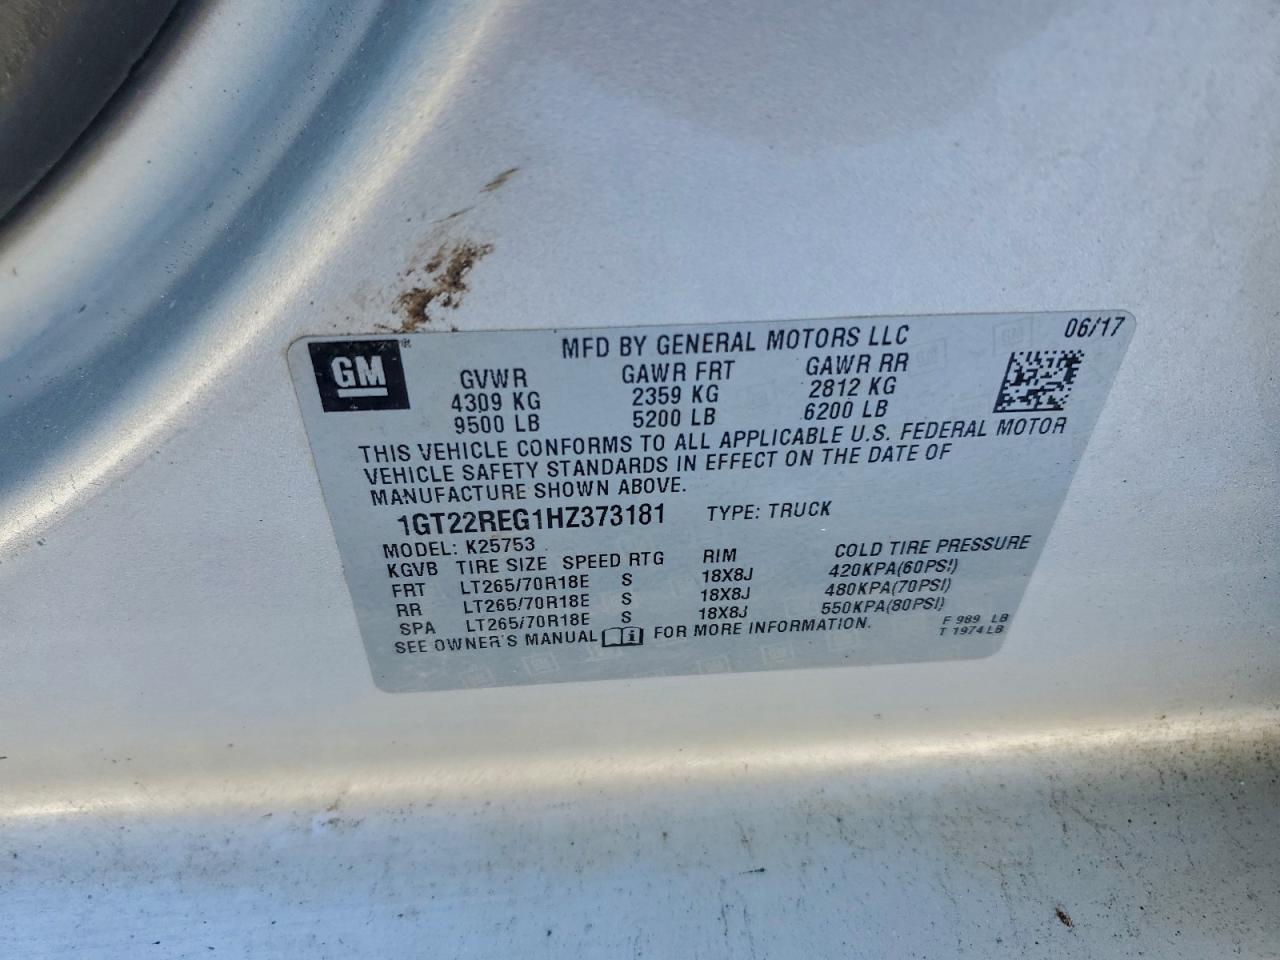 GM®
MFD BY GENERAL MOTORS LLC
06/17
GVWR GAWR FRT GAWR RR
4309 KG 2359 KG 2812 KG
9500 LB 5200 LB 6200 LB
THIS VEHICLE CONFORMS TO ALL APPLICABLE U.S. FEDERAL MOTOR
VEHICLE SAFETY STANDARDS IN EFFECT ON THE DATE OF
MANUFACTURE SHOWN ABOVE.
1GT22REG1HZ373181 TYPE: TRUCK
MODEL: K25753
KGVB TIRE SIZE SPEED RTG RIM COLD TIRE PRESSURE
FRT LT265/70R18E S 18X8J 420KPA(60PSI)
RR LT265/70R18E S 18X8J 480KPA(70PSI)
SPA LT265/70R18E S 18X8J 550KPA(80PSI)
SEE OWNER'S MANUAL FOR MORE INFORMATION.
F 989 LB
T 1974LB